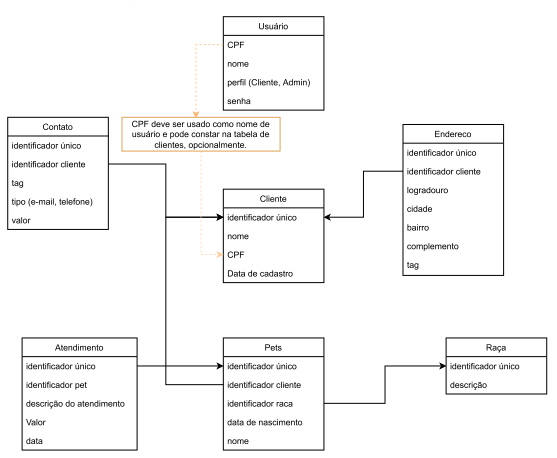 Usuário
CPF
nome
perfil (Cliente, Admin)
senha
CPF deve ser usado como nome de
usuário e pode constar na tabela de
clientes, opcionalmente.
Contato
identificador único
identificador cliente
tag
tipo (e-mail, telefone)
valor
Endereco
identificador único
identificador cliente
logradouro
cidade
bairro
complemento
tag
Cliente
identificador único
nome
CPF
Data de cadastro
Atendimento
identificador único
identificador pet
descrição do atendimento
Valor
data
Pets
identificador único
identificador cliente
identificador raca
data de nascimento
nome
Raça
identificador único
descrição